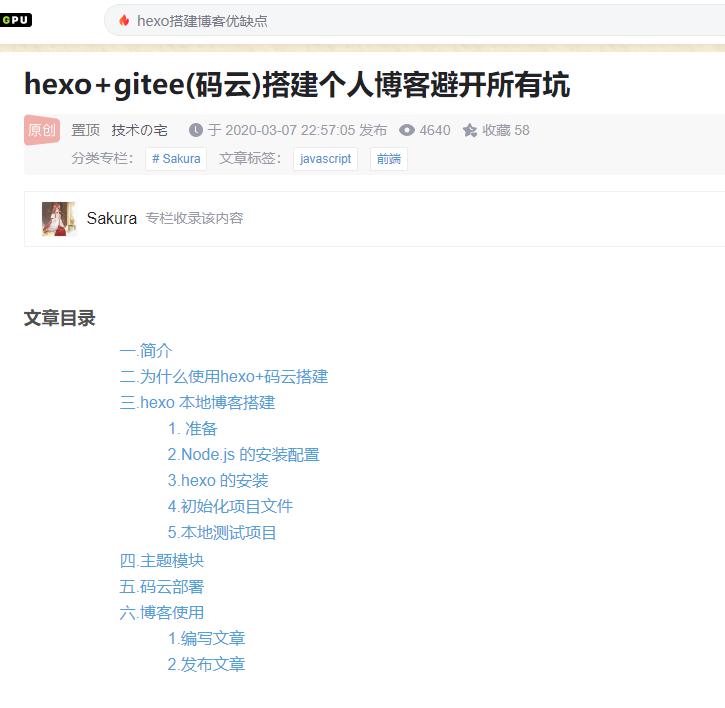 GPU
hexo搭建博客优缺点
hexo+gitee(码云)搭建个人博客避开所有坑
原创 置顶 技术の宅 于 2020-03-07 22:57:05 发布 4640 收藏 58
分类专栏： # Sakura 文章标签： javascript 前端
Sakura 专栏收录该内容
文章目录
一.简介
二.为什么使用hexo+码云搭建
三.hexo 本地博客搭建
1. 准备
2.Node.js 的安装配置
3.hexo 的安装
4.初始化项目文件
5.本地测试项目
四.主题模块
五.码云部署
六.博客使用
1.编写文章
2.发布文章